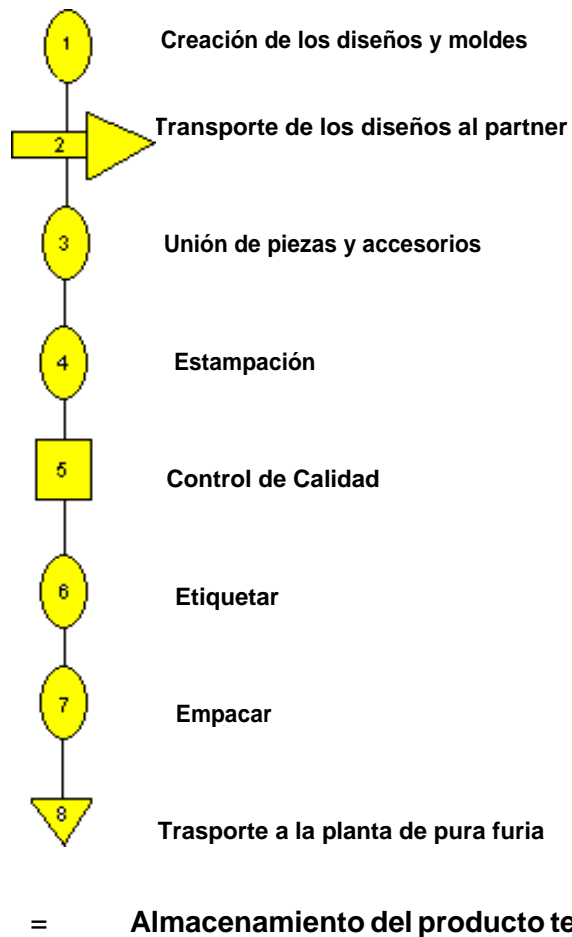 1 Creación de los diseños y moldes
2 Transporte de los diseños al partner
3 Unión de piezas y accesorios
4 Estampación
5 Control de Calidad
6 Etiquetar
7 Empacar
8 Trasporte a la planta de pura furia
= Almacenamiento del producto te